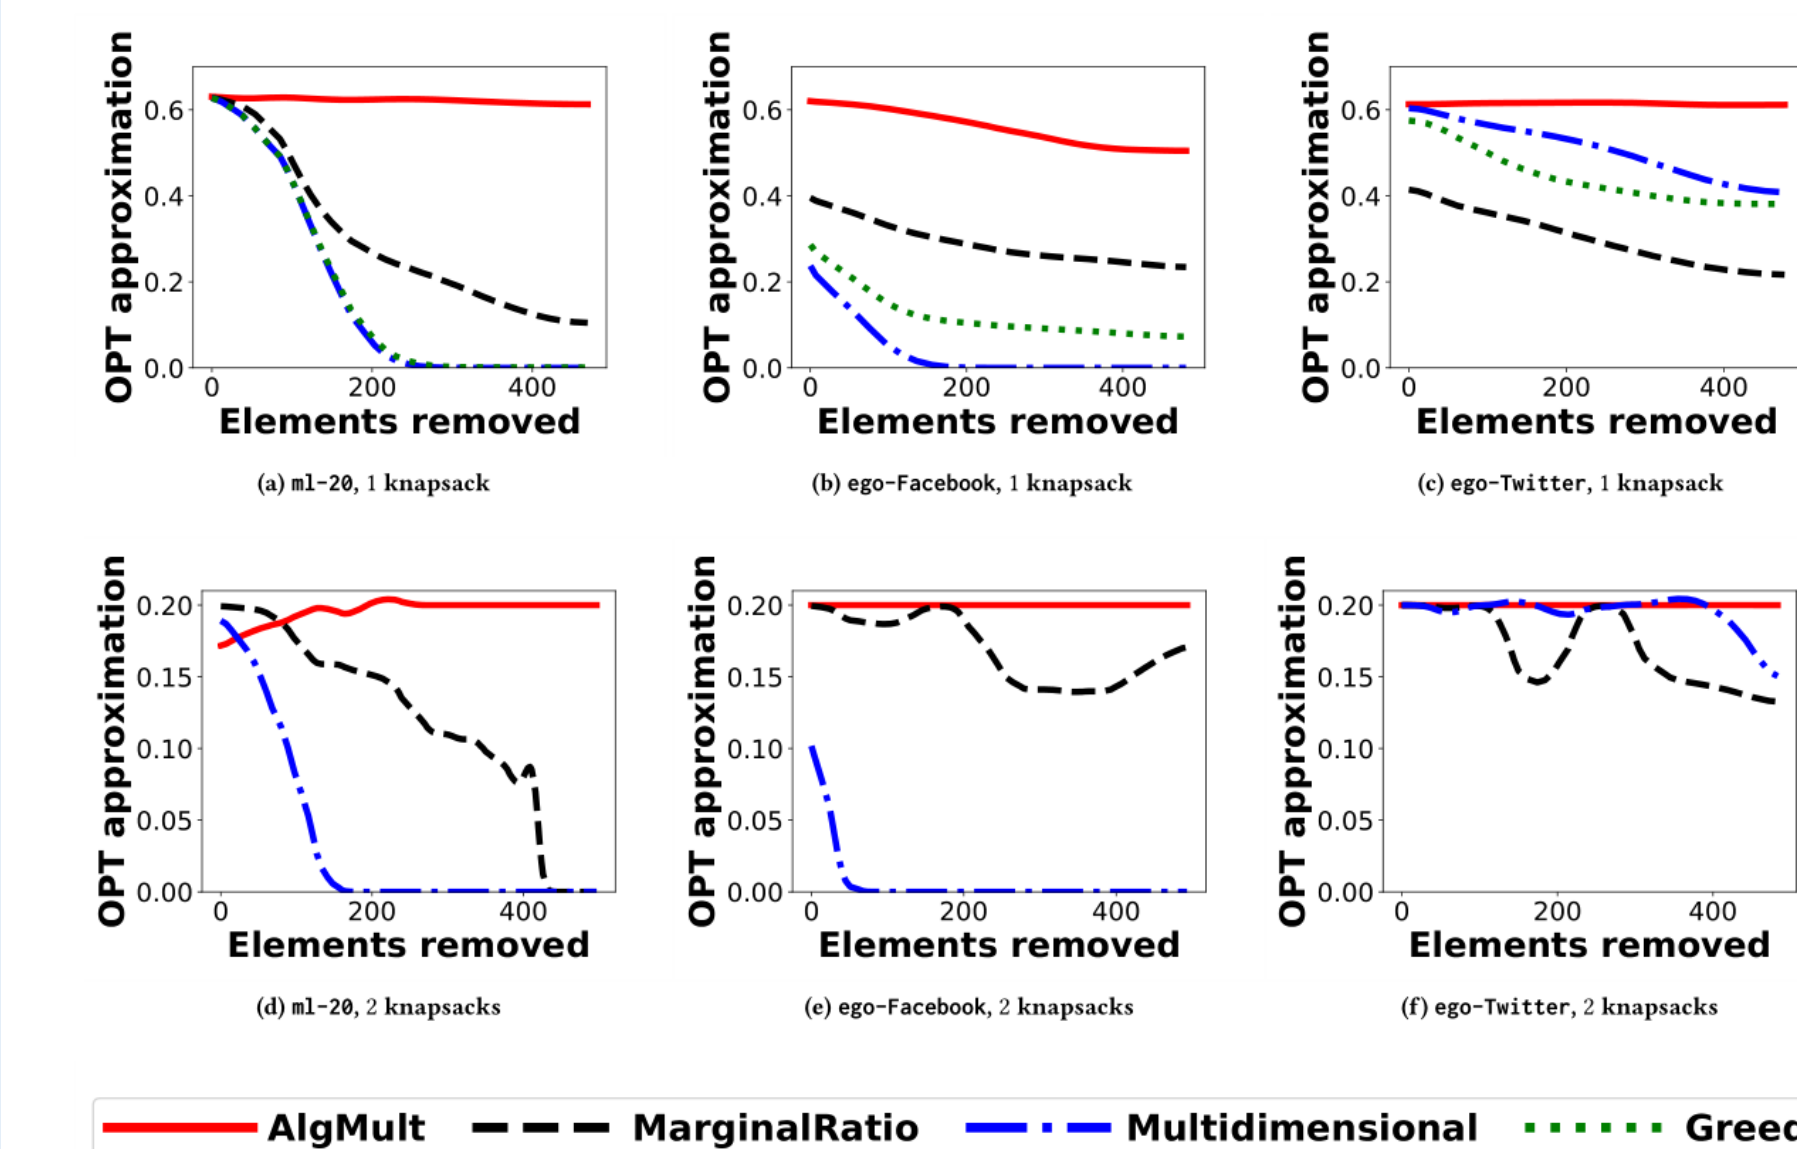 OPT approximation
0.6
0.4
0.2
0.0
0 200 400
Elements removed
(a) ml-20, 1 knapsack
OPT approximation
0.6
0.4
0.2
0.0
0 200 400
Elements removed
(b) ego-Facebook, 1 knapsack
OPT approximation
0.6
0.4
0.2
0.0
0 200 400
Elements removed
(c) ego-Twitter, 1 knapsack
OPT approximation
0.20
0.15
0.10
0.05
0.00
0 200 400
Elements removed
(d) ml-20, 2 knapsacks
OPT approximation
0.20
0.15
0.10
0.05
0.00
0 200 400
Elements removed
(e) ego-Facebook, 2 knapsacks
OPT approximation
0.20
0.15
0.10
0.05
0.00
0 200 400
Elements removed
(f) ego-Twitter, 2 knapsacks
AlgMult MarginalRatio Multidimensional